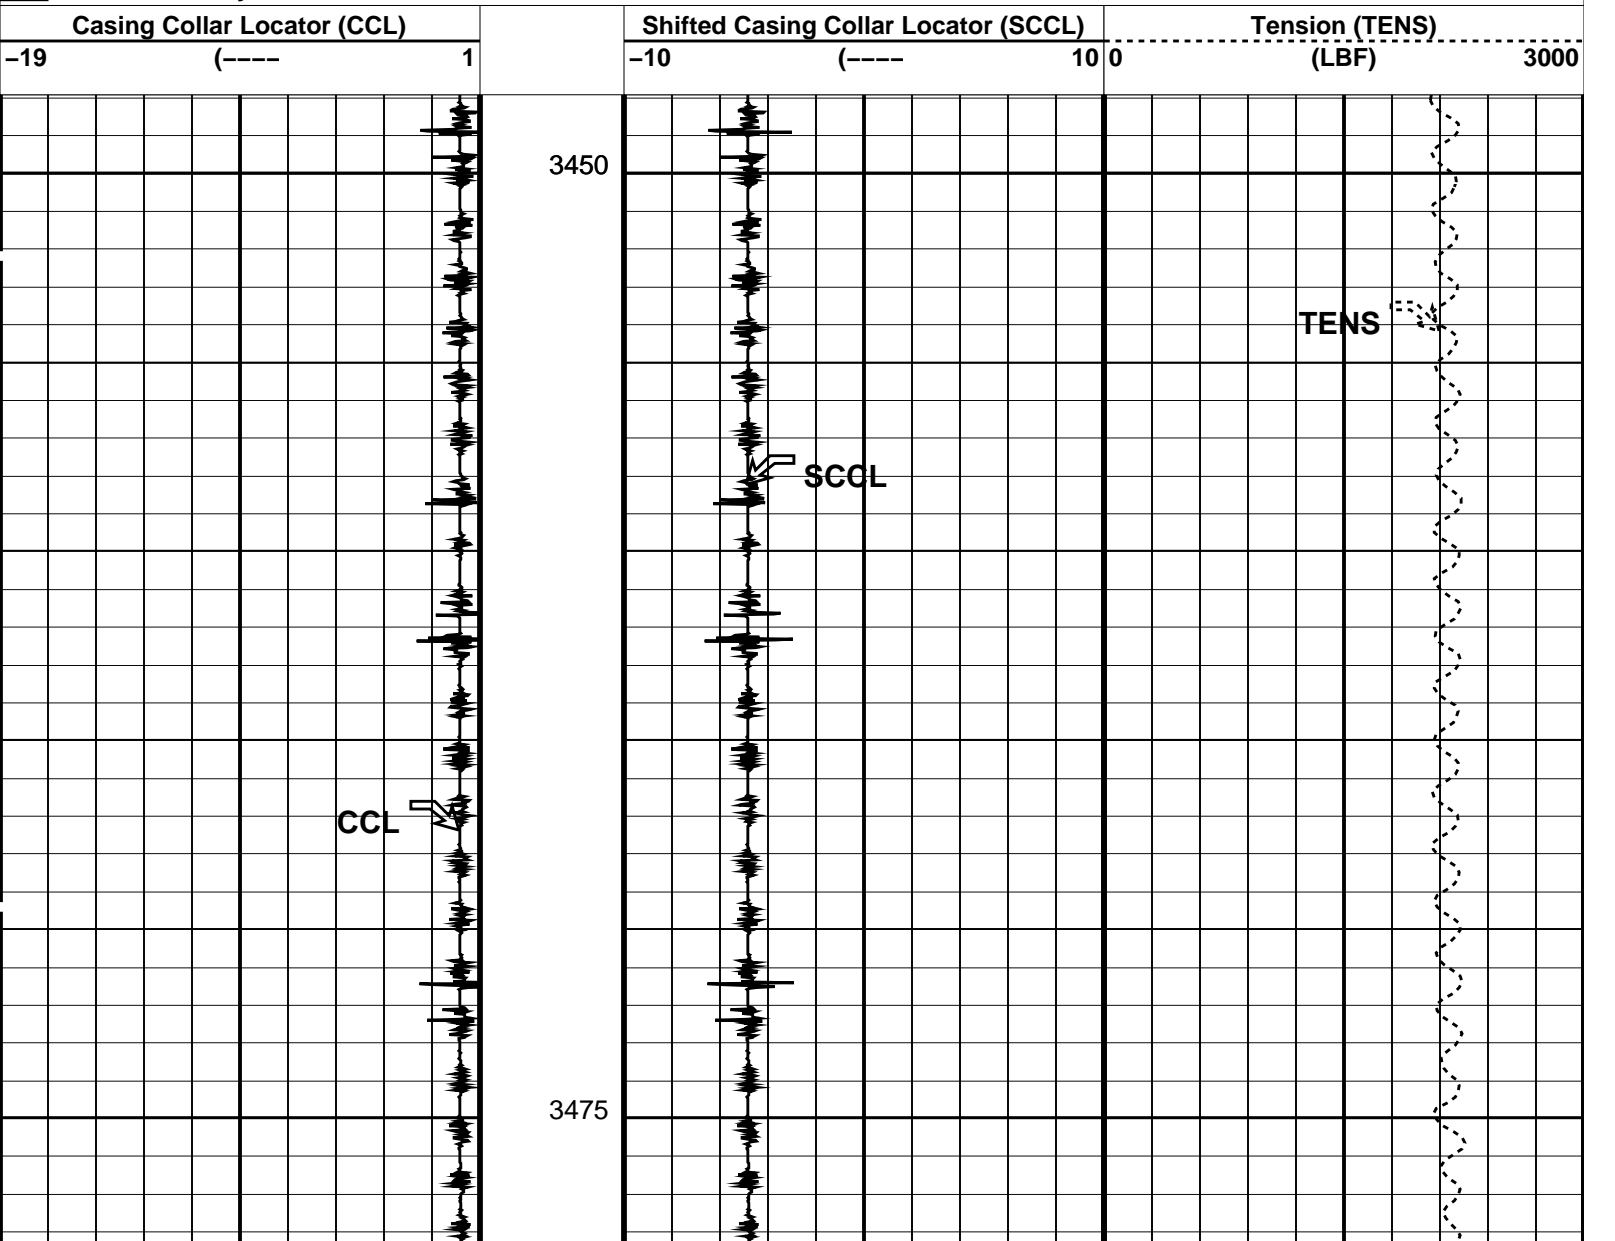 Casing Collar Locator (CCL)
–19 (–––– 1
Shifted Casing Collar Locator (SCCL)
–10 (–––– 10
Tension (TENS)
0 (LBF) 3000
3450
TENS
SCCL
CCL
3475